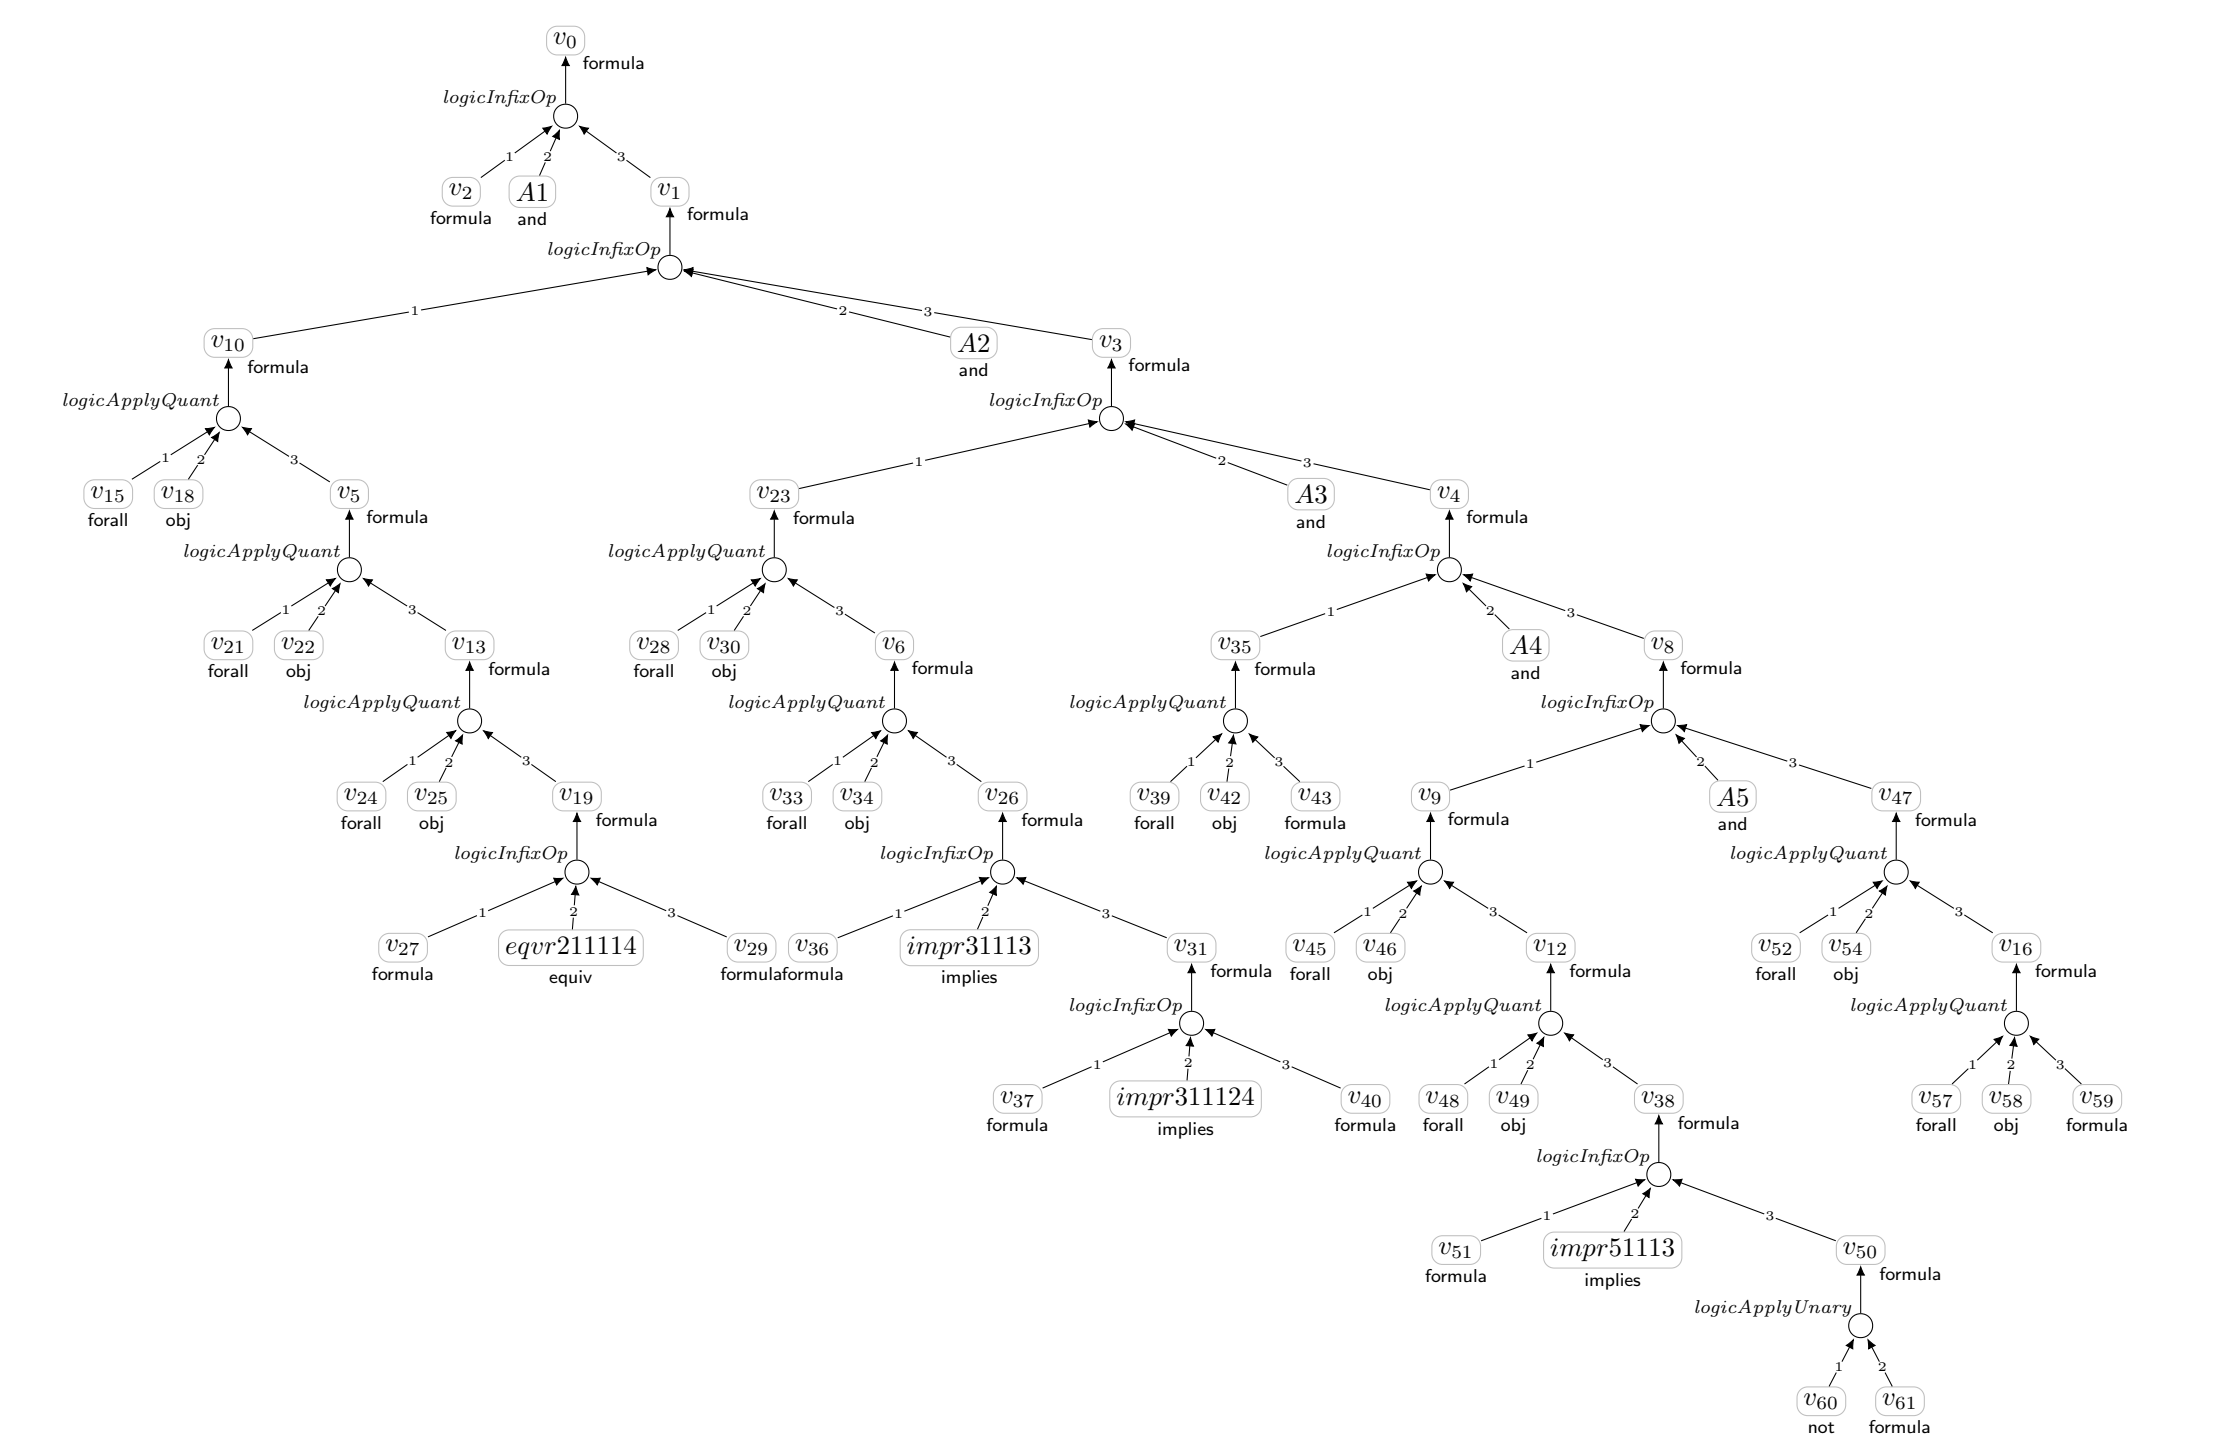 v0
formula
logicInfixOp
1 2 3
v2 A1 v1
formula and formula
logicInfixOp
1 2 3
v10 A2 v3
formula and formula
logicApplyQuant logicInfixOp
1 2 3 1 2 3
v15 v18 v5 v23 A3 v4
forall obj formula formula and formula
logicApplyQuant logicApplyQuant logicInfixOp
1 2 3 1 2 3 1 2 3
v21 v22 v13 v28 v30 v6 v35 A4 v8
forall obj formula forall obj formula formula and formula
logicApplyQuant logicApplyQuant logicApplyQuant logicInfixOp
1 2 3 1 2 3 1 2 3 1 2 3
v24 v25 v19 v33 v34 v26 v39 v42 v43 v9 A5 v47
forall obj formula forall obj formula forall obj formula formula and formula
logicInfixOp logicInfixOp logicApplyQuant logicApplyQuant
1 2 3 1 2 3 1 2 3 1 2 3
v27 eqvr211114 v29 v36 impr31113 v31 v45 v46 v12 v52 v54 v16
formula equiv formula formula implies formula forall obj formula forall obj formula
logicInfixOp logicApplyQuant logicApplyQuant
1 2 3 1 2 3 1 2 3
v37 impr311124 v40 v48 v49 v38 v57 v58 v59
formula implies formula forall obj formula forall obj formula
logicInfixOp
1 2 3
v51 impr51113 v50
formula implies formula
logicApplyUnary
1 2
v60 v61
not formula